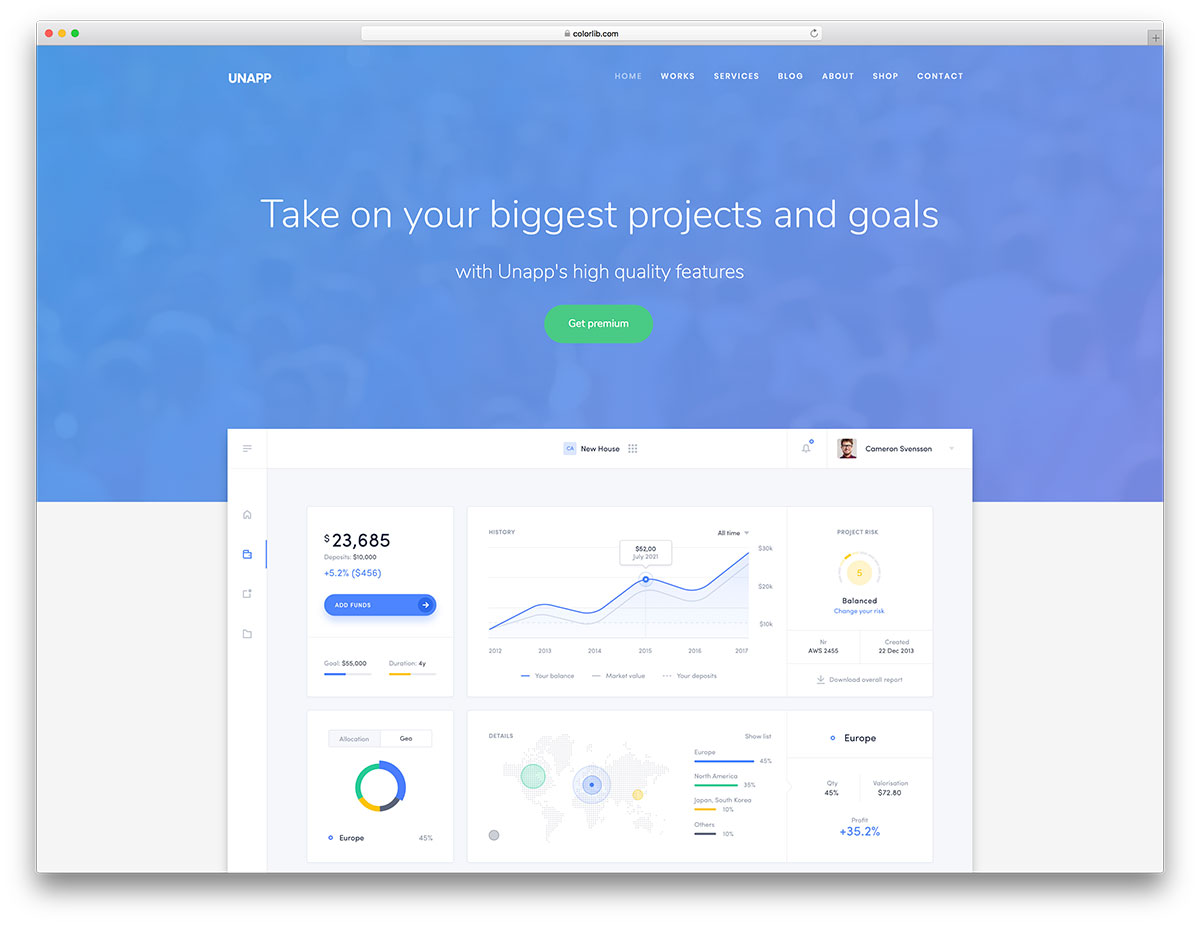 colorlib.com
UNAPP
HOME WORKS SERVICES BLOG ABOUT SHOP CONTACT
Take on your biggest projects and goals
with Unapp's high quality features
Get premium
CA New House
Cameron Svensson
$23,685
Deposits: $10,000
+5.2% ($456)
ADD FUNDS
Goal: $55,000 Duration: 4y
HISTORY All time
$52,00
July 2021
$30k
$20k
$10k
2012 2013 2014 2015 2016 2017
Your balance Market value Your deposits
PROJECT RISK
5
Balanced
Change your risk
Nr Created
AWS 2455 22 Dec 2013
Download overall report
Allocation Geo
Europe 45%
DETAILS Show list
Europe
45%
North America
35%
Japan, South Korea
10%
Others
10%
Europe
Qty Valorisation
45% $72.80
Profit
+35.2%